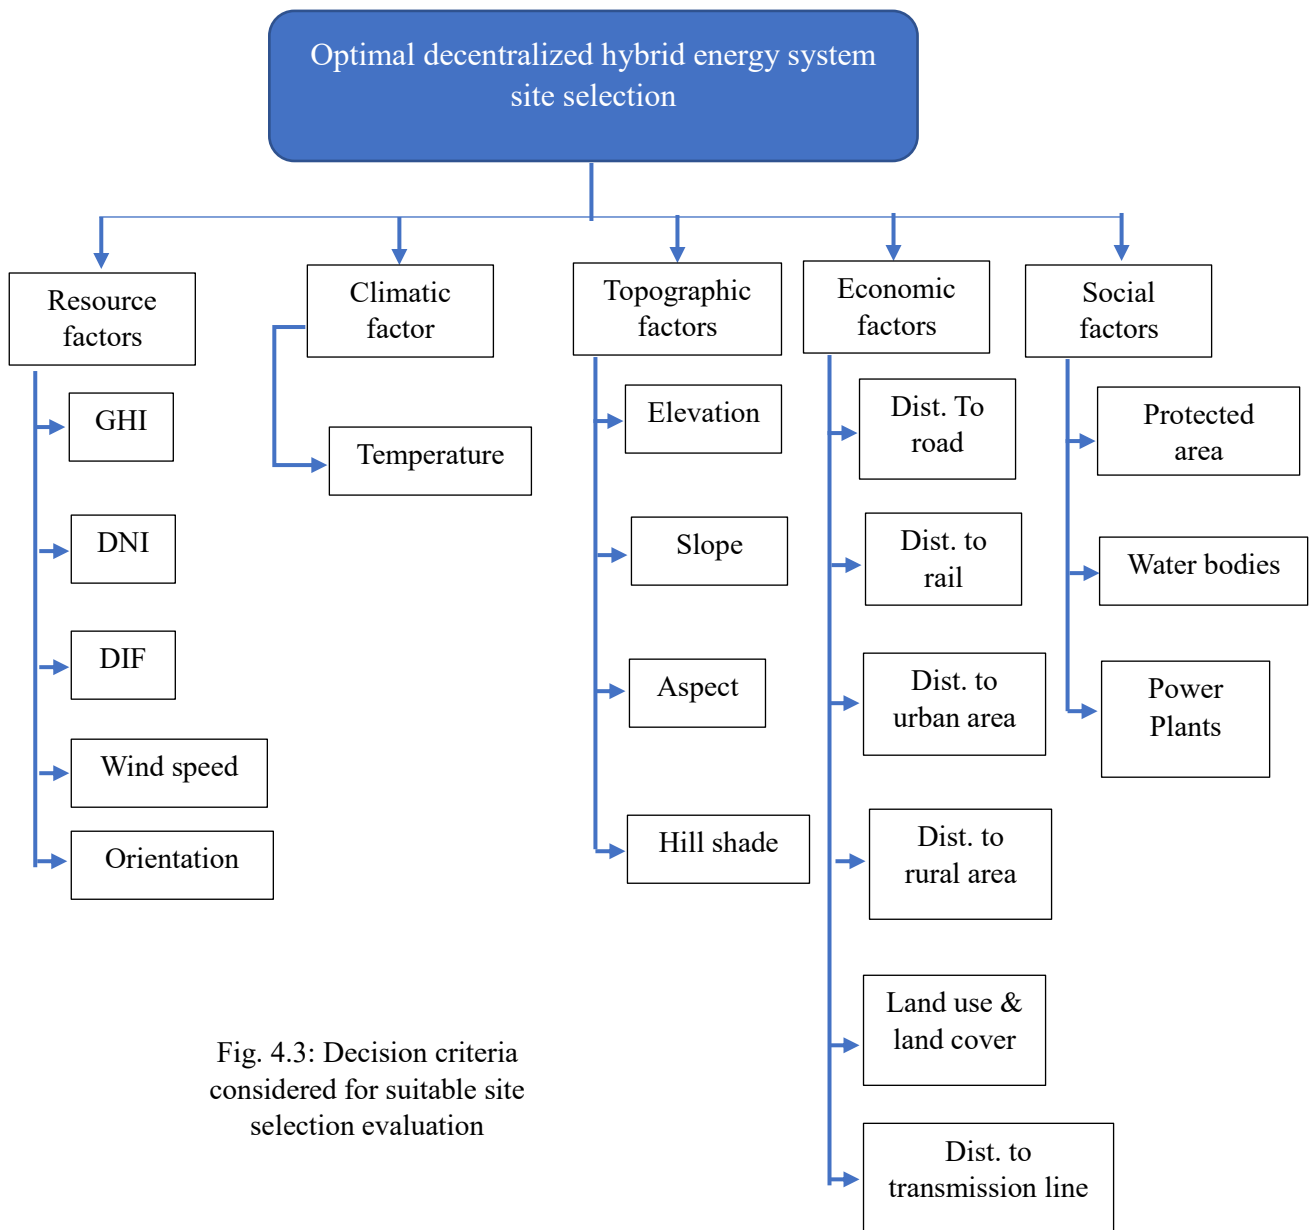 Optimal decentralized hybrid energy system
site selection
Resource
factors
GHI
DNI
DIF
Wind speed
Orientation
Climatic
factor
Temperature
Topographic
factors
Elevation
Slope
Aspect
Hill shade
Economic
factors
Dist. To
road
Dist. to
rail
Dist. to
urban area
Dist. to
rural area
Land use &
land cover
Dist. to
transmission line
Social
factors
Protected
area
Water bodies
Power
Plants
Fig. 4.3: Decision criteria
considered for suitable site
selection evaluation